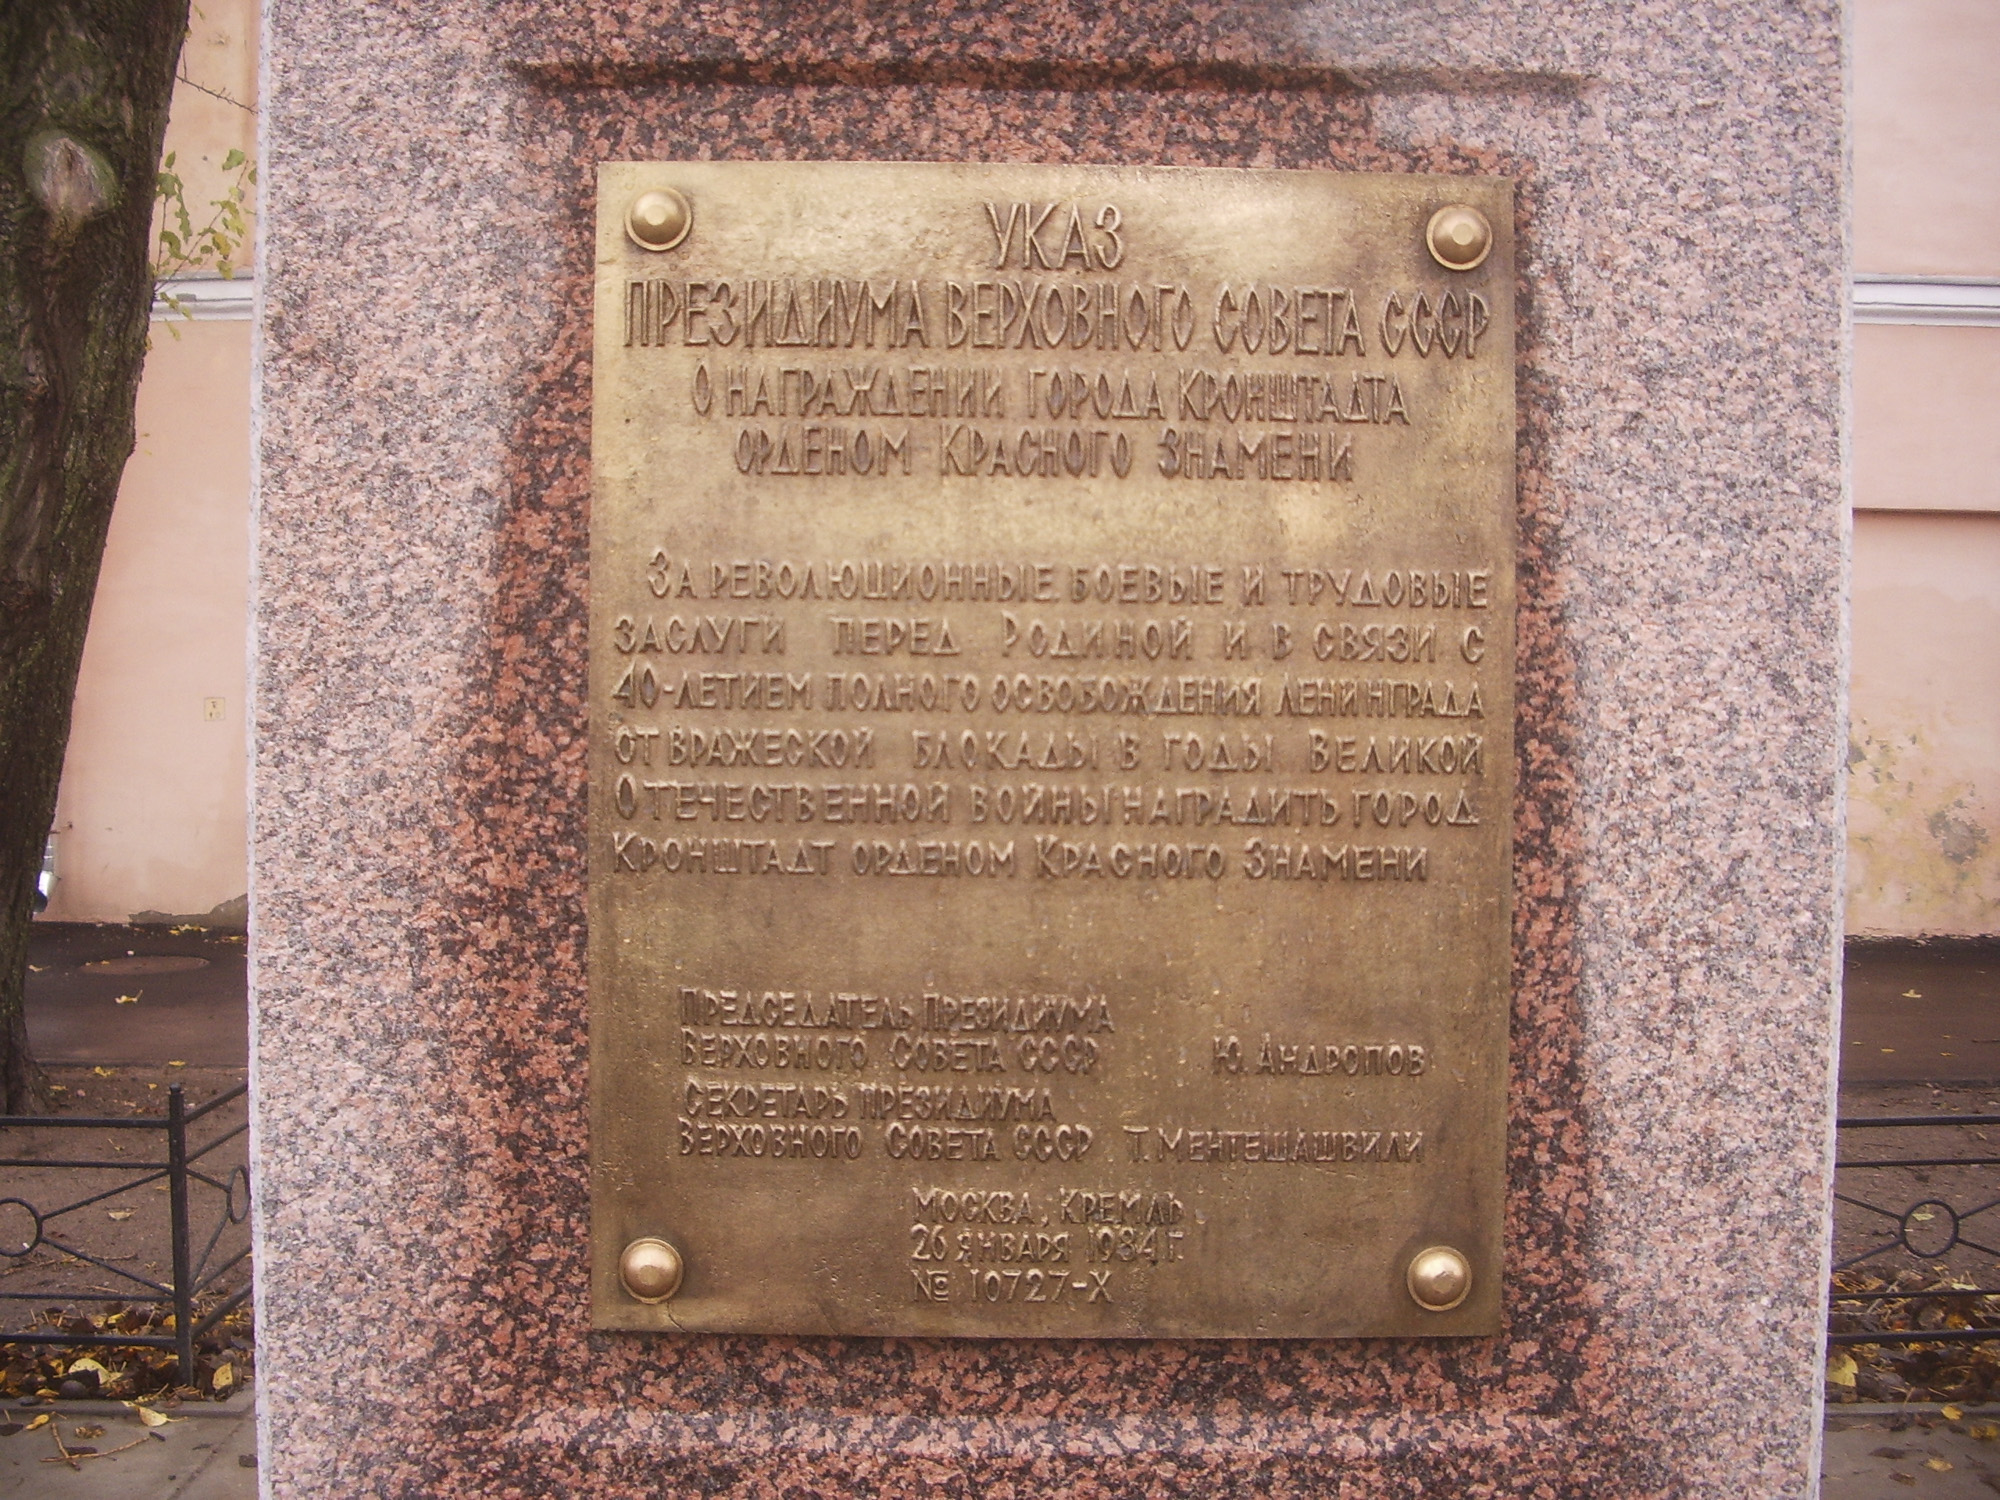 УКАЗ
ПРЕЗИДИУМА ВЕРХОВНОГО СОВЕТА СССР
О НАГРАЖДЕНИИ ГОРОДА КРОНШТАДТА
ОРДЕНОМ КРАСНОГО ЗНАМЕНИ
ЗА РЕВОЛЮЦИОННЫЕ, БОЕВЫЕ И ТРУДОВЫЕ
ЗАСЛУГИ ПЕРЕД РОДИНОЙ И В СВЯЗИ С
40-ЛЕТИЕМ ПОЛНОГО ОСВОБОЖДЕНИЯ ЛЕНИНГРАДА
ОТ ВРАЖЕСКОЙ БЛОКАДЫ В ГОДЫ ВЕЛИКОЙ
ОТЕЧЕСТВЕННОЙ ВОЙНЫ НАГРАДИТЬ ГОРОД
КРОНШТАДТ ОРДЕНОМ КРАСНОГО ЗНАМЕНИ
ПРЕДСЕДАТЕЛЬ ПРЕЗИДИУМА
ВЕРХОВНОГО СОВЕТА СССР Ю. АНДРОПОВ
СЕКРЕТАРЬ ПРЕЗИДИУМА
ВЕРХОВНОГО СОВЕТА СССР Т. МЕНТЕШАШВИЛИ
МОСКВА, КРЕМЛЬ
26 ЯНВАРЯ 1984 Г.
№ 10727-X